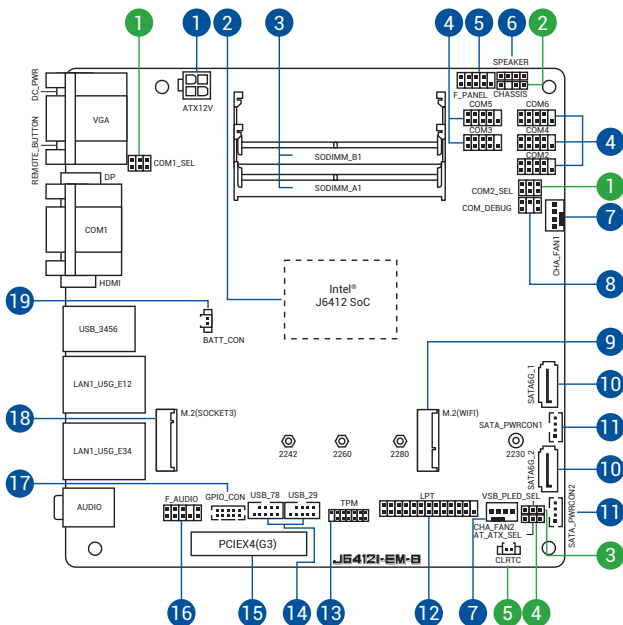 1
1
2
3
4
5
6
2
SPEAKER
DC_PWR
ATX12V
F_PANEL
CHASSIS
COM5
COM6
VGA
REMOTE_BUTTON
COM1_SEL
SODIMM_B1
COM3
COM4
4
COM2
DP
SODIMM_A1
COM2_SEL
1
COM_DEBUG
7
COM1
CHA_FAN1
HDMI
Intel®
J6412 SoC
8
19
USB_3456
BATT_CON
9
LAN1_U5G_E12
SATA6G_1
10
18
M.2(SOCKET3)
M.2(WIFI)
SATA_PWRCON1
11
LAN1_U5G_E34
2242
2260
2280
2230
SATA6G_2
10
17
AUDIO
F_AUDIO
GPIO_CON
USB_78
USB_29
TPM
LPT
VSB_PLED_SEL
SATA_PWRCON2
11
CHA_FAN2
AT_ATX_SEL
PCIEX4(G3)
J6412I-EM-B
CLRTC
3
16
15
14
13
12
7
5
4